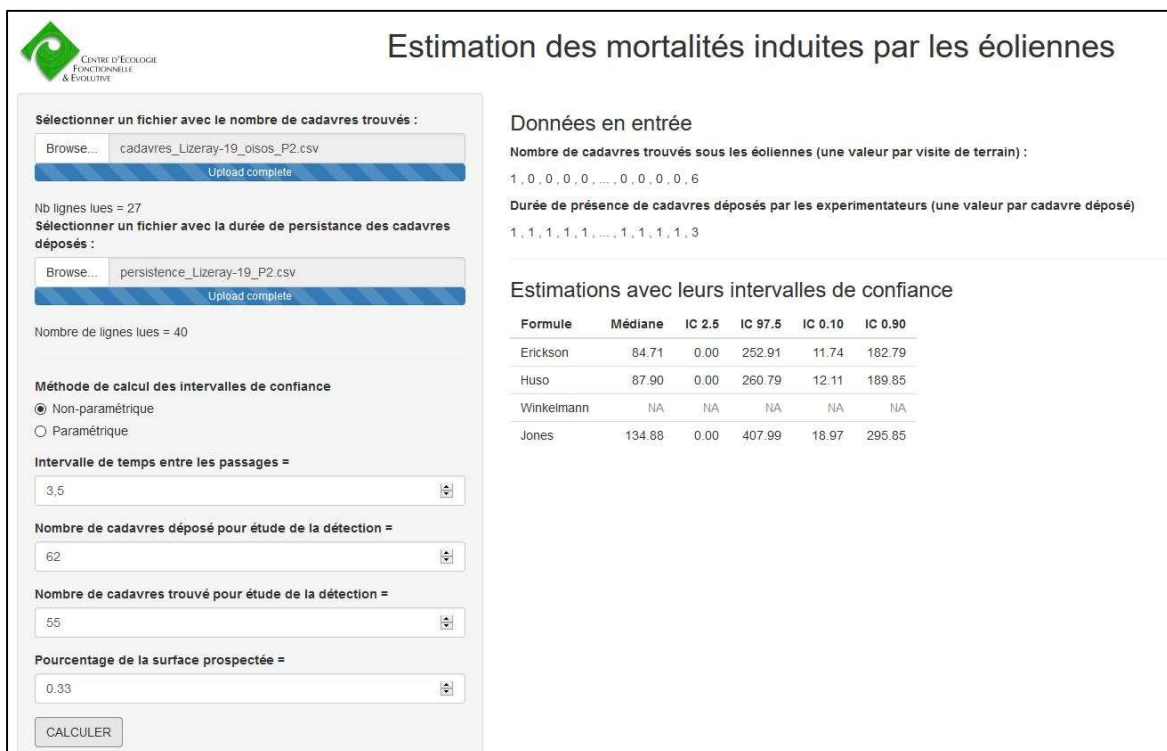 CENTRE D'ECOLOGIE
FONCTIONNELLE
& EVOLUTIVE
Estimation des mortalités induites par les éoliennes
Sélectionner un fichier avec le nombre de cadavres trouvés :
Browse... cadavres_Lizeray-19_oisos_P2.csv
Upload complete
Nb lignes lues = 27
Sélectionner un fichier avec la durée de persistance des cadavres
déposés :
Browse... persistence_Lizeray-19_P2.csv
Upload complete
Nombre de lignes lues = 40
Méthode de calcul des intervalles de confiance
Non-paramétrique
Paramétrique
Intervalle de temps entre les passages =
3,5
Nombre de cadavres déposé pour étude de la détection =
62
Nombre de cadavres trouvé pour étude de la détection =
55
Pourcentage de la surface prospectée =
0.33
CALCULER
Données en entrée
Nombre de cadavres trouvés sous les éoliennes (une valeur par visite de terrain) :
1 , 0 , 0 , 0 , 0 , ... , 0 , 0 , 0 , 0 , 6
Durée de présence de cadavres déposés par les experimentateurs (une valeur par cadavre déposé)
1 , 1 , 1 , 1 , 1 , ... , 1 , 1 , 1 , 1 , 3
Estimations avec leurs intervalles de confiance
Formule Médiane IC 2.5 IC 97.5 IC 0.10 IC 0.90
Erickson 84.71 0.00 252.91 11.74 182.79
Huso 87.90 0.00 260.79 12.11 189.85
Winkelmann NA NA NA NA NA
Jones 134.88 0.00 407.99 18.97 295.85